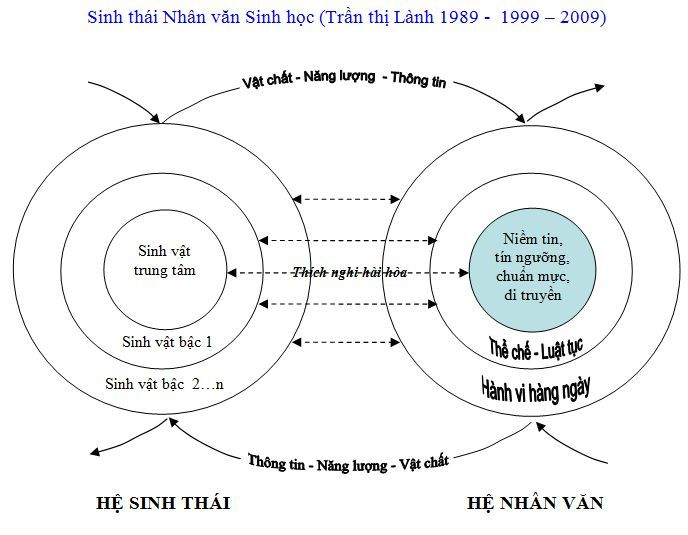 Sinh thái Nhân văn Sinh học (Trần thị Lành 1989 - 1999 – 2009)
Vật chất - Năng lượng - Thông tin
Sinh vật
trung tâm
Sinh vật bậc 1
Sinh vật bậc 2…n
Thích nghi hài hòa
Niềm tin,
tín ngưỡng,
chuẩn mực,
di truyền
Thể chế - Luật tục
Hành vi hàng ngày
Thông tin - Năng lượng - Vật chất
HỆ SINH THÁI
HỆ NHÂN VĂN